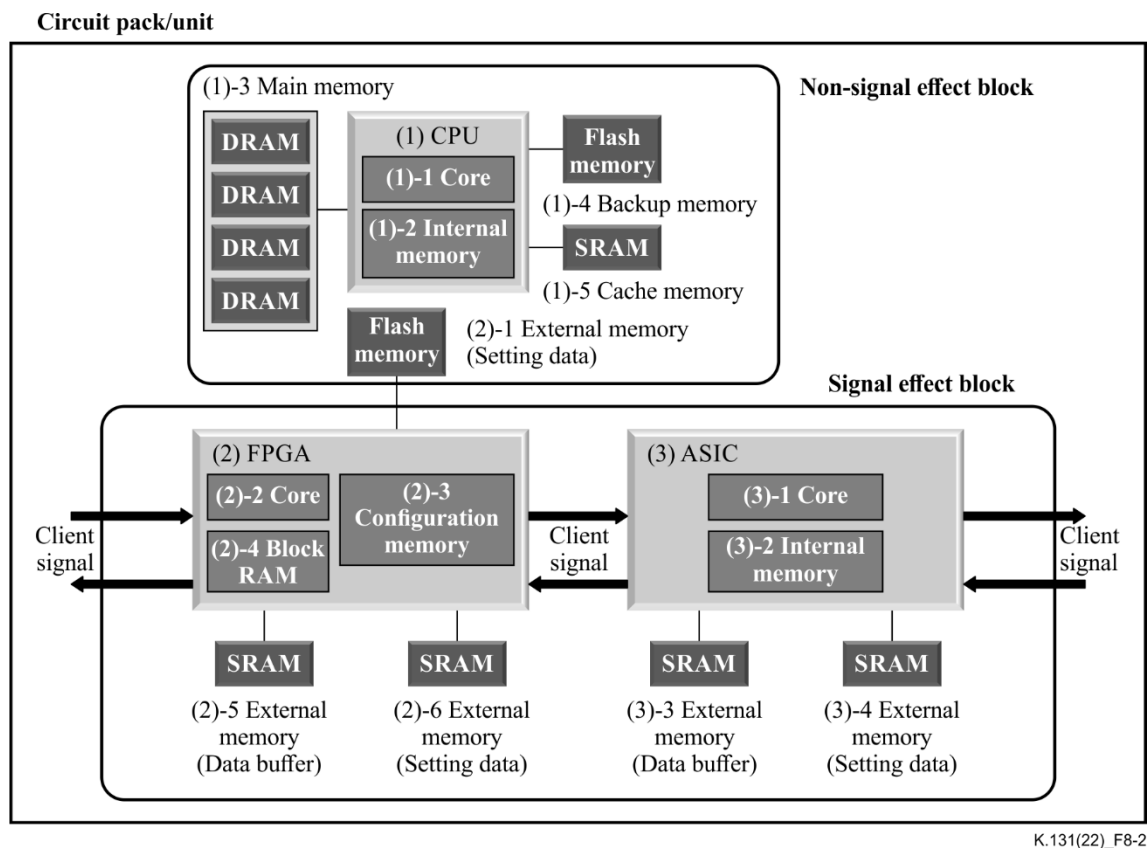 Circuit pack/unit
Non-signal effect block
(1)-3 Main memory
DRAM
DRAM
DRAM
DRAM
(1) CPU
(1)-1 Core
(1)-2 Internal
memory
Flash
memory
(1)-4 Backup memory
SRAM
(1)-5 Cache memory
Flash
memory
(2)-1 External memory
(Setting data)
Signal effect block
(2) FPGA
(2)-2 Core
(2)-3
Configuration
memory
(2)-4 Block
RAM
(3) ASIC
(3)-1 Core
(3)-2 Internal
memory
Client
signal
Client
signal
Client
signal
SRAM
(2)-5 External
memory
(Data buffer)
SRAM
(2)-6 External
memory
(Setting data)
SRAM
(3)-3 External
memory
(Data buffer)
SRAM
(3)-4 External
memory
(Setting data)
K.131(22)_F8-2